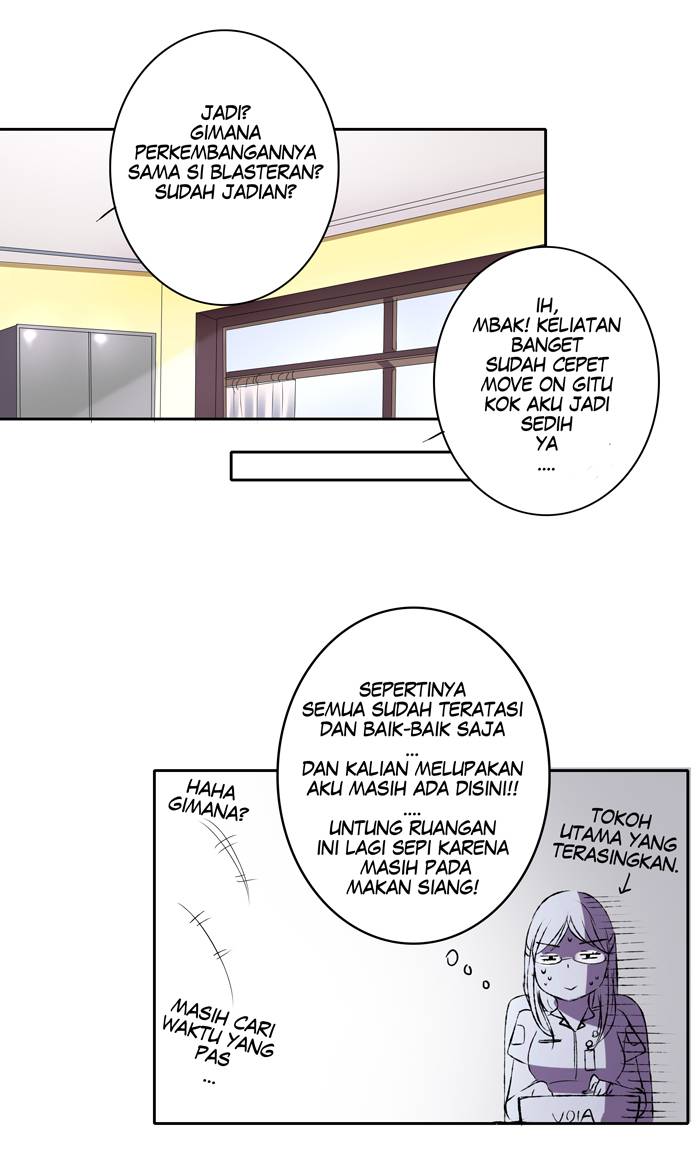 JADI?
GIMANA
PERKEMBANGANNYA
SAMA SI BLASTERAN?
SUDAH JADIAN?
IH,
MBAK! KELIATAN
BANGET
SUDAH CEPET
MOVE ON GITU
KOK AKU JADI
SEDIH
YA
....
SEPERTINYA
SEMUA SUDAH TERATASI
DAN BAIK-BAIK SAJA
...
DAN KALIAN MELUPAKAN
AKU MASIH ADA DISINI!!
....
UNTUNG RUANGAN
INI LAGI SEPI KARENA
MASIH PADA
MAKAN SIANG!
HAHA
GIMANA?
TOKOH
UTAMA YANG
TERASINGKAN.
MASIH CARI
WAKTU YANG
PAS
...
VOIA